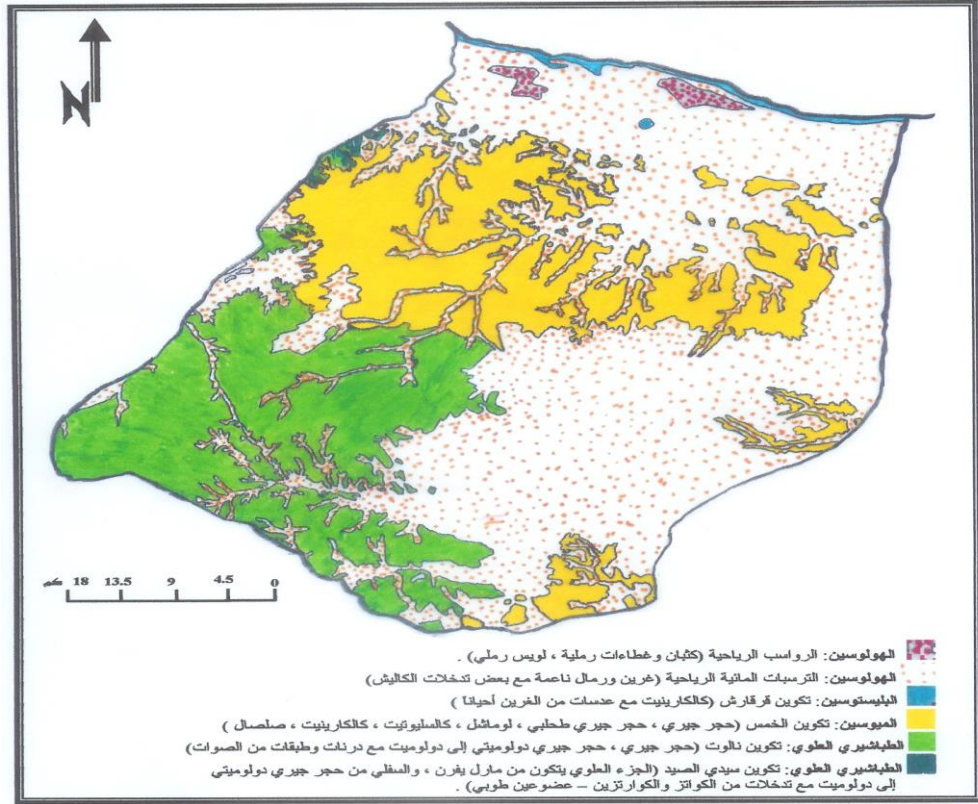 N
كم 18 13.5 9 4.5 0
الهولوسين: الرواسب الرياحية (كثبان وغطاءات رملية ، لويس رملي) .
الهولوسين: الترسبات المائية الرياحية (غرين ورمال ناعمة مع بعض تدخلات الكاليش)
البليستوسين: تكوين قرقارش (كالكارينيت مع عدسات من الغرين أحياناً )
الميوسين: تكوين الخمس (حجر جيري ، حجر جيري طحلبي ، لوماشل ، كالسليوتيت ، كالكارينيت ، صلصال )
الطباشيري العلوي: تكوين نالوت (حجر جيري ، حجر جيري دولوميتي إلى دولوميت مع درنات وطبقات من الصوات)
الطباشيري العلوي: تكوين سيدي الصيد (الجزء العلوي يتكون من مارل يفرن ، والسفلي من حجر جيري دولوميتي
إلى دولوميت مع تدخلات من الكواتز والكوارتزين – عضوعين طوبي) .